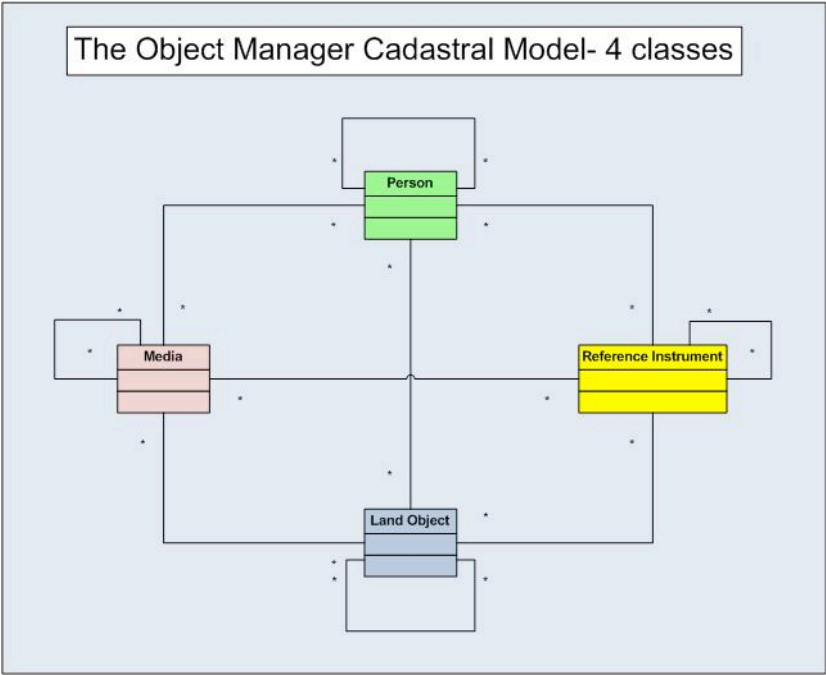 The Object Manager Cadastral Model- 4 classes
* *
Person
* *
*
* *
* *
* *
Media
Reference Instrument
* *
* *
*
*
Land Object
*
* *